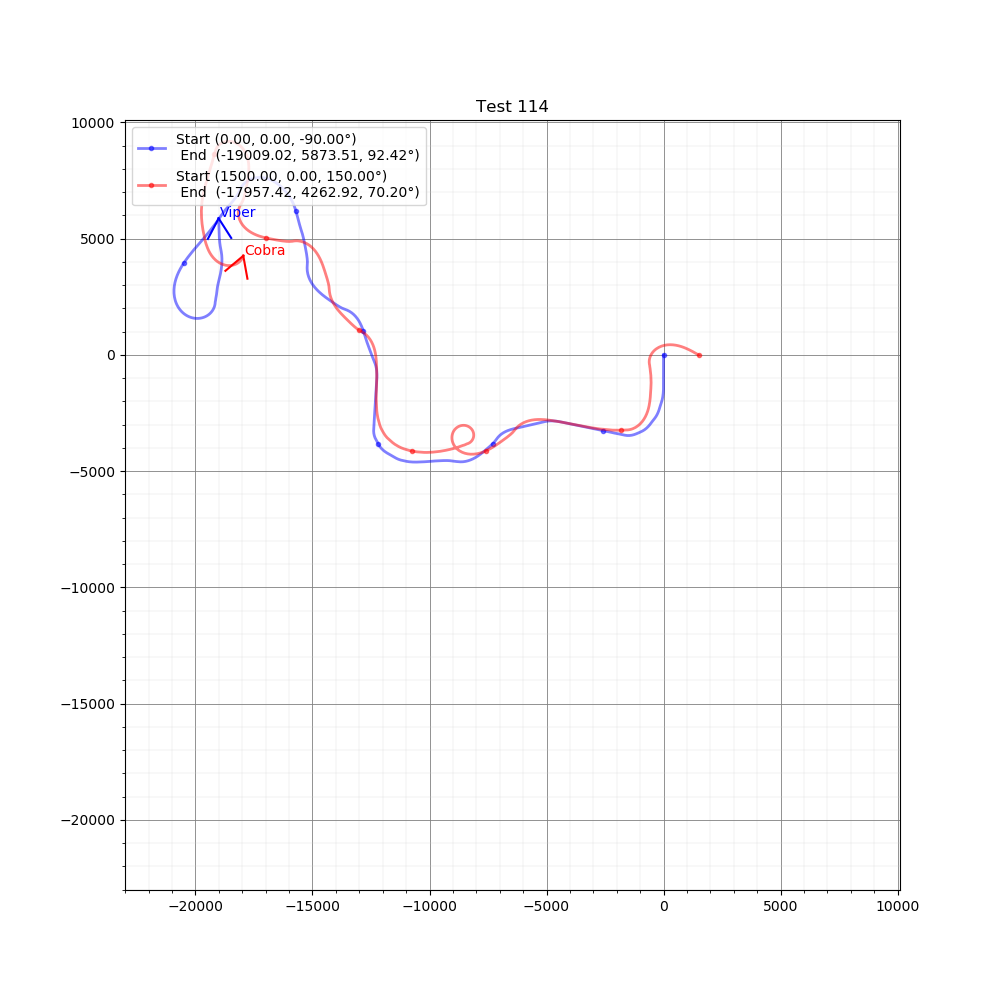 Test 114
10000
5000
0
−5000
−10000
−15000
−20000
Start (0.00, 0.00, -90.00°)
End (-19009.02, 5873.51, 92.42°)
Start (1500.00, 0.00, 150.00°)
End (-17957.42, 4262.92, 70.20°)
Viper
Cobra
−20000 −15000 −10000 −5000 0 5000 10000